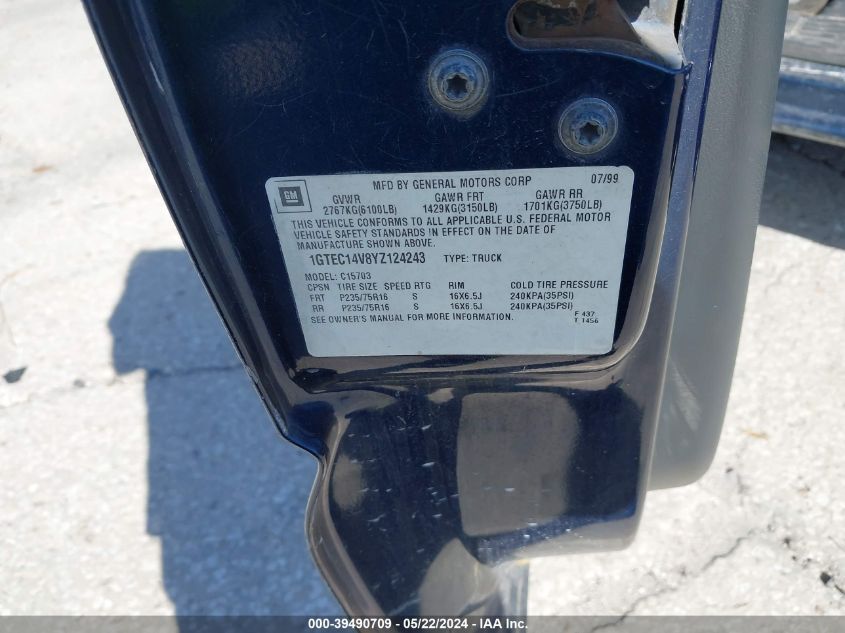 MFD BY GENERAL MOTORS CORP 07/99
GM
GVWR GAWR FRT GAWR RR
2767KG(6100LB) 1429KG(3150LB) 1701KG(3750LB)
THIS VEHICLE CONFORMS TO ALL APPLICABLE U.S. FEDERAL MOTOR
VEHICLE SAFETY STANDARDS IN EFFECT ON THE DATE OF
MANUFACTURE SHOWN ABOVE.
1GTEC14V8YZ124243 TYPE: TRUCK
MODEL: C15703
CPSN TIRE SIZE SPEED RTG RIM COLD TIRE PRESSURE
FRT P235/75R16 S 16X6.5J 240KPA(35PSI)
RR P235/75R16 S 16X6.5J 240KPA(35PSI)
SEE OWNER'S MANUAL FOR MORE INFORMATION.
F 437
T 1456
000-39490709 - 05/22/2024 - IAA Inc.